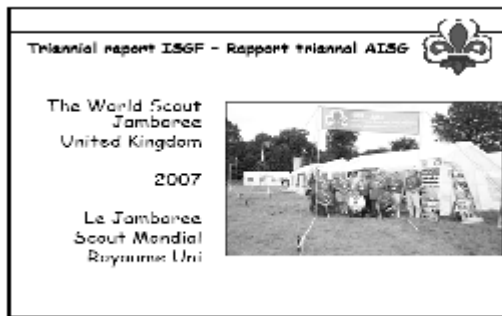 Triennial report ISGF - Rapport triennal AISG
The World Scout
Jamboree
United Kingdom
2007
Le Jamboree
Scout Mondial
Royaume Uni